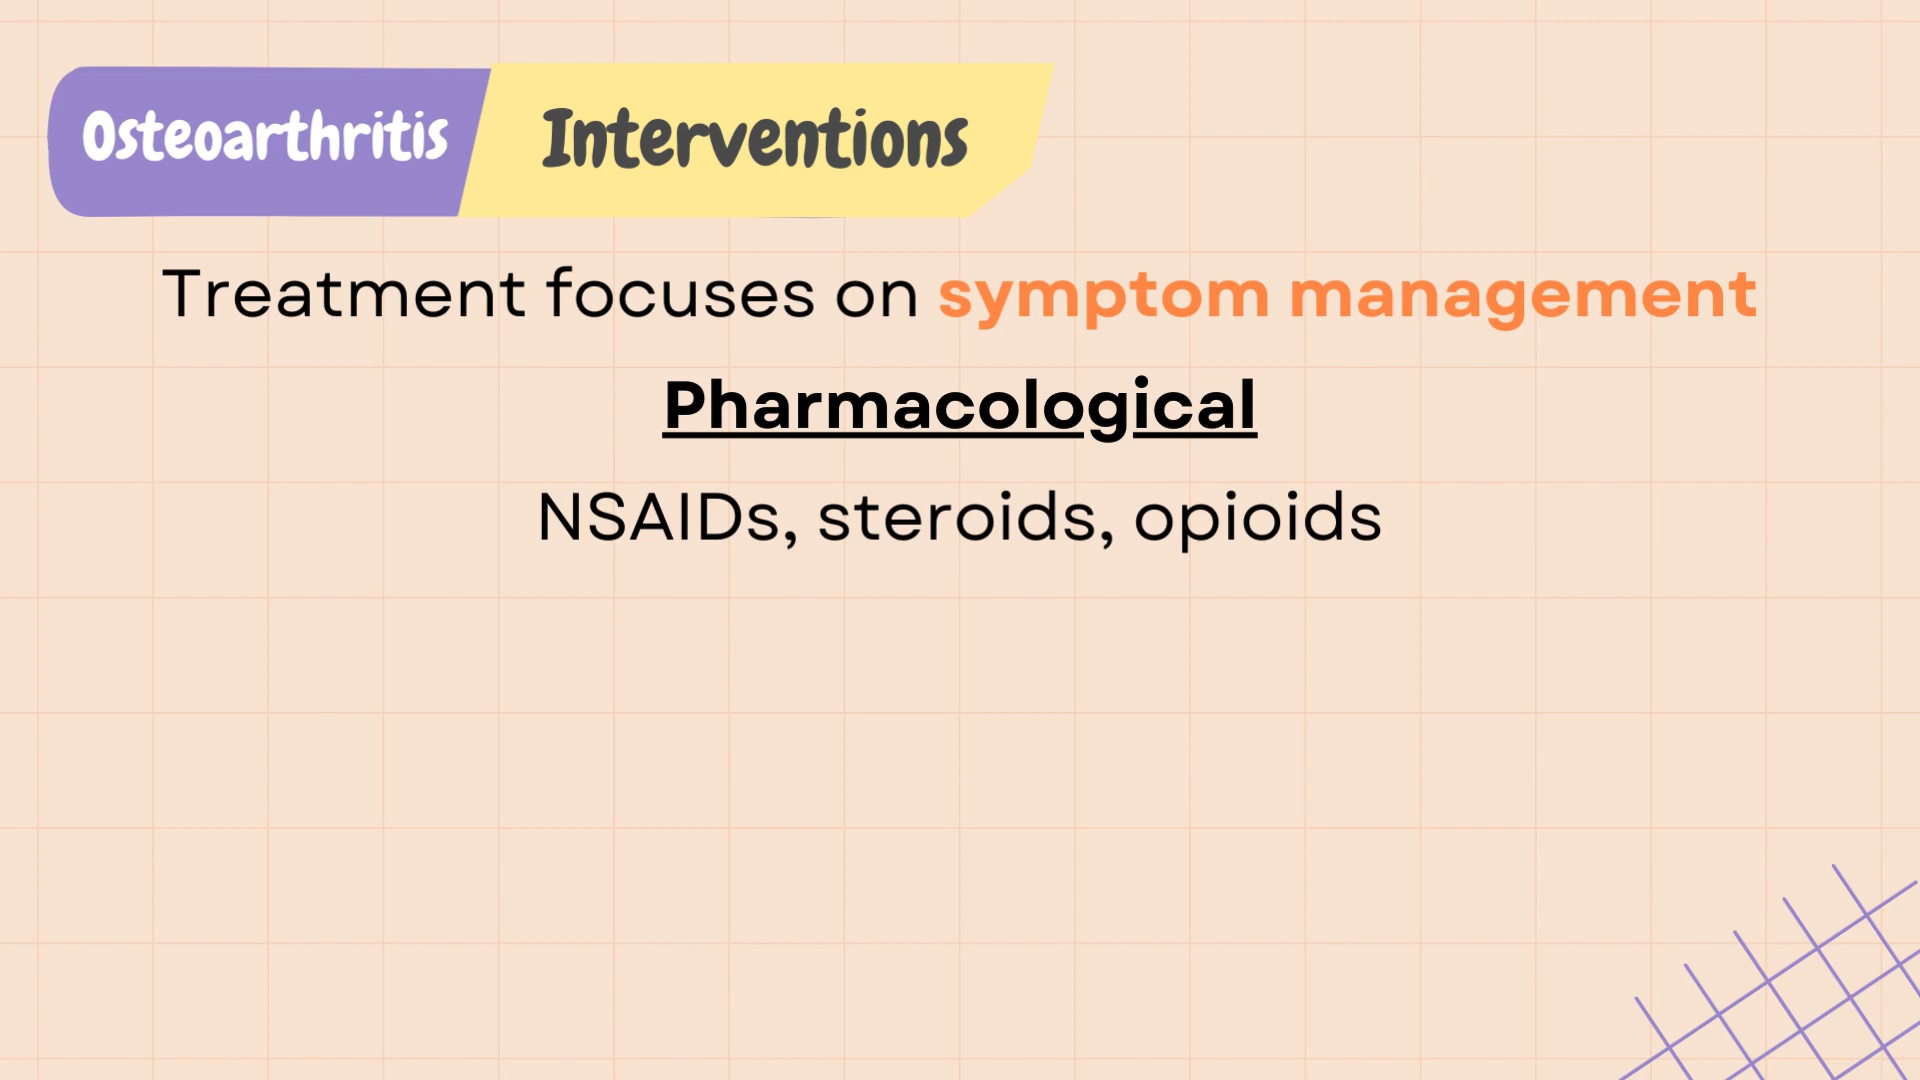 Osteoarthritis Interventions
Treatment focuses on symptom management
Pharmacological
NSAIDs, steroids, opioids